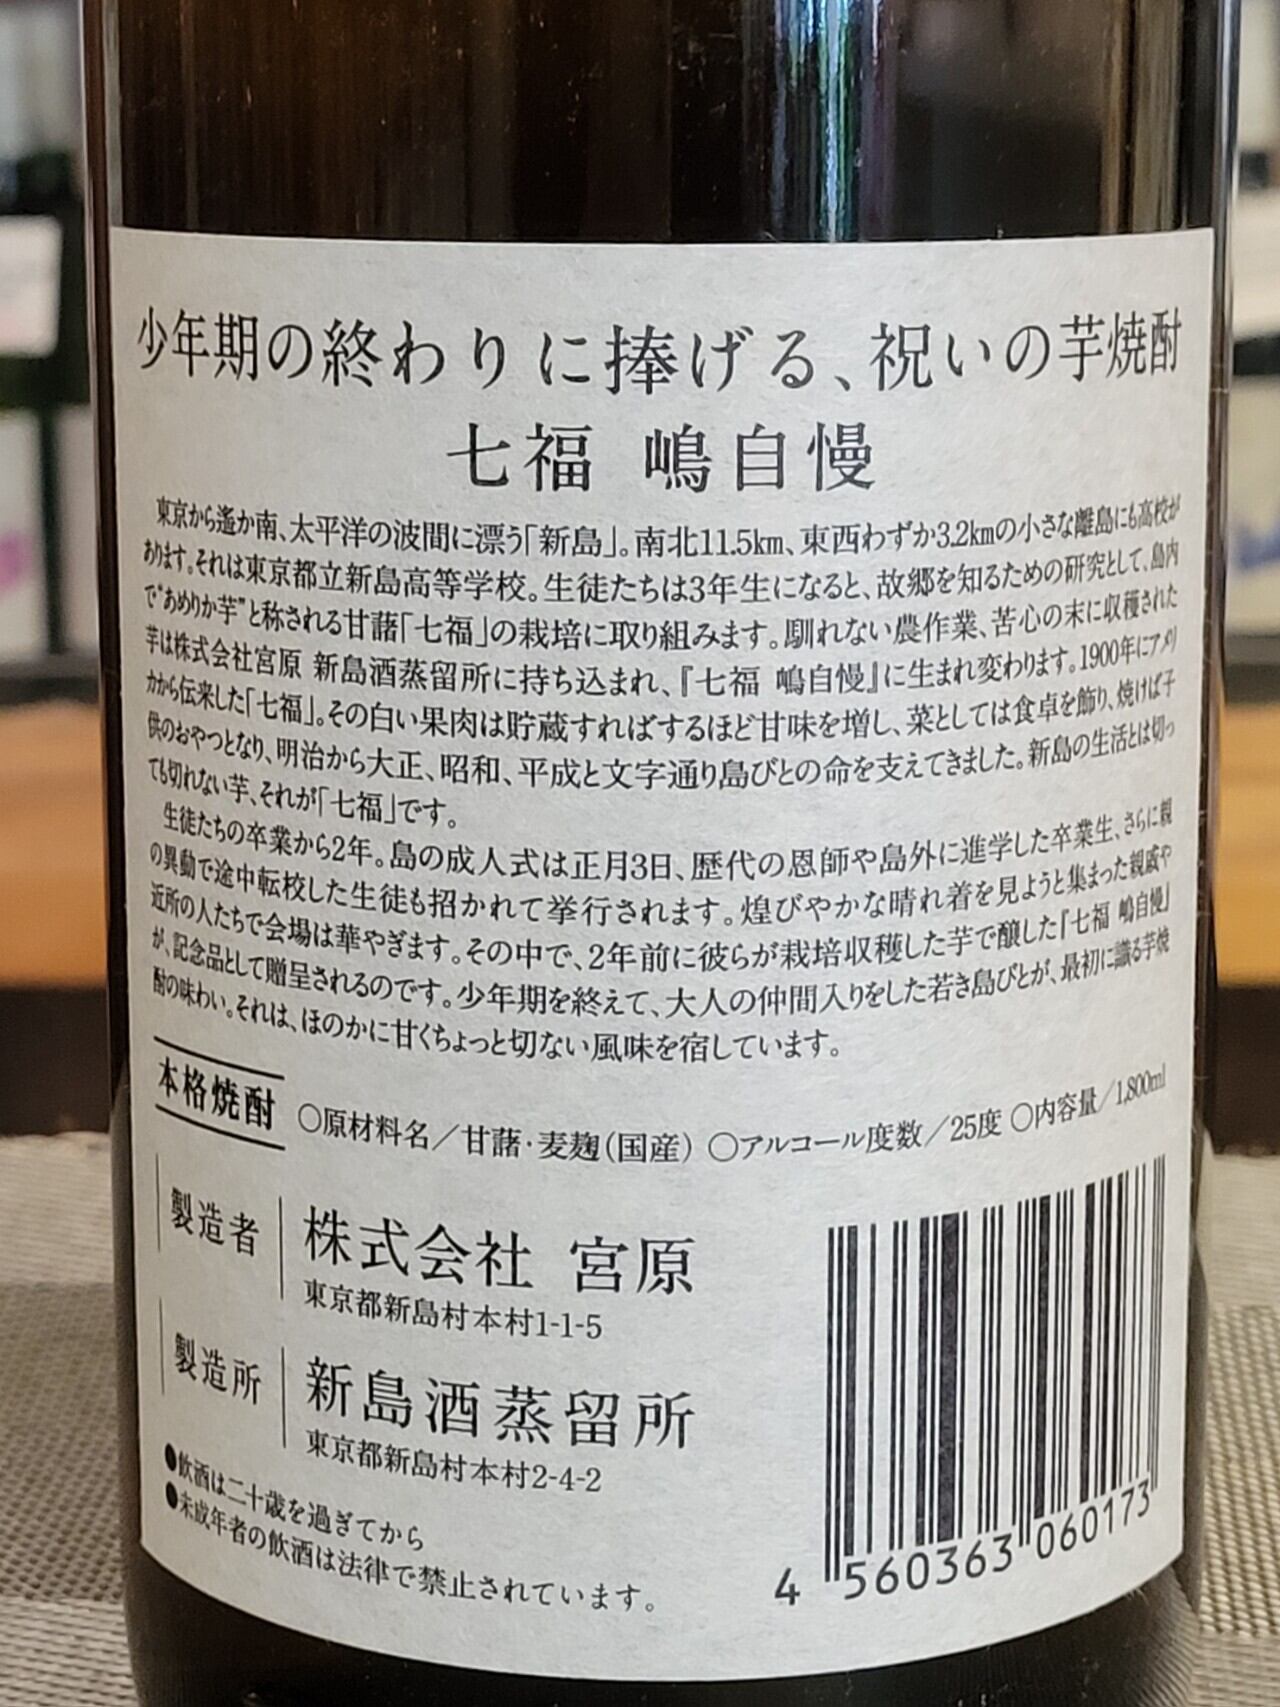 少年期の終わりに捧げる、祝いの芋焼酎
七福 嶋自慢
東京から遙か南、太平洋の波間に漂う「新島」。南北11.5km、東西わずか3.2kmの小さな離島にも高校が
あります。それは東京都立新島高等学校。生徒たちは3年生になると、故郷を知るための研究として、島内
で“あめりか芋”と称される甘藷「七福」の栽培に取り組みます。馴れない農作業、苦心の末に収穫された
芋は株式会社宮原 新島酒蒸留所に持ち込まれ、『七福 嶋自慢』に生まれ変わります。1900年にアメリ
カから伝来した「七福」。その白い果肉は貯蔵すればするほど甘味を増し、菜としては食卓を飾り、焼けば子
供のおやつとなり、明治から大正、昭和、平成と文字通り島びとの命を支えてきました。新島の生活とは切っ
ても切れない芋、それが「七福」です。
生徒たちの卒業から2年。島の成人式は正月3日、歴代の恩師や島外に進学した卒業生、さらに親
の異動で途中転校した生徒も招かれて挙行されます。煌びやかな晴れ着を見ようと集まった親戚や
近所の人たちで会場は華やぎます。その中で、2年前に彼らが栽培収穫した芋で醸した『七福 嶋自慢』
が、記念品として贈呈されるのです。少年期を終えて、大人の仲間入りをした若き島びとが、最初に識る芋焼
酎の味わい。それは、ほのかに甘くちょっと切ない風味を宿しています。
本格焼酎 ○原材料名／甘藷・麦麹(国産) ○アルコール度数／25度 ○内容量／1,800ml
製造者 株式会社 宮原
東京都新島村本村1-1-5
製造所 新島酒蒸留所
東京都新島村本村2-4-2
●飲酒は二十歳を過ぎてから
●未成年者の飲酒は法律で禁止されています。
4 560363 060173